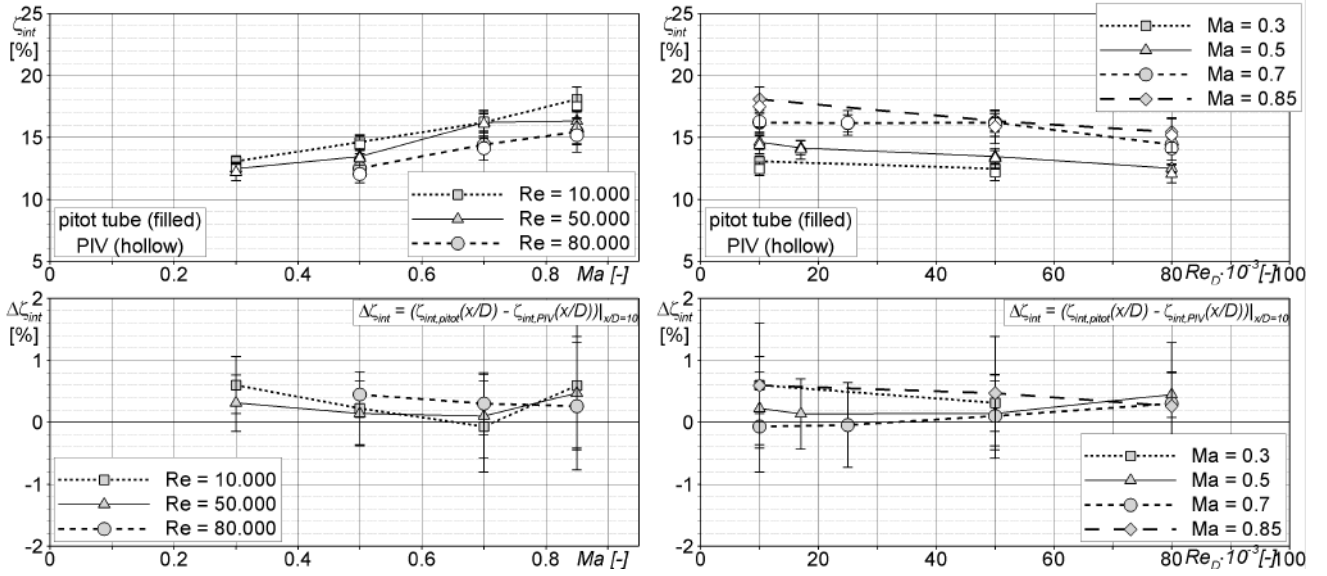 ζint
[%]
25
20
15
10
5
0
0.2
0.4
0.6
0.8
Ma [-]
pitot tube (filled)
PIV (hollow)
Re = 10.000
Re = 50.000
Re = 80.000
ζint
[%]
25
20
15
10
5
0
20
40
60
80
100
Re_D·10⁻³[-]
pitot tube (filled)
PIV (hollow)
Ma = 0.3
Ma = 0.5
Ma = 0.7
Ma = 0.85
Δζint
[%]
2
1
0
-1
-2
0
0.2
0.4
0.6
0.8
Ma [-]
Δζint = (ζint,pitot(x/D) - ζint,PIV(x/D))|x/D=10
Re = 10.000
Re = 50.000
Re = 80.000
Δζint
[%]
2
1
0
-1
-2
0
20
40
60
80
100
Re_D·10⁻³[-]
Δζint = (ζint,pitot(x/D) - ζint,PIV(x/D))|x/D=10
Ma = 0.3
Ma = 0.5
Ma = 0.7
Ma = 0.85